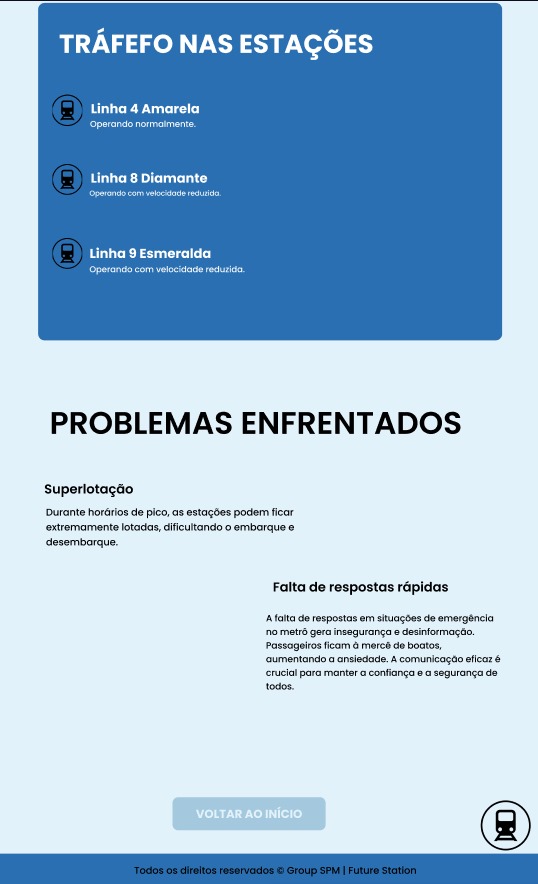 TRÁFEFO NAS ESTAÇÕES
Linha 4 Amarela
Operando normalmente.
Linha 8 Diamante
Operando com velocidade reduzida.
Linha 9 Esmeralda
Operando com velocidade reduzida.
PROBLEMAS ENFRENTADOS
Superlotação
Durante horários de pico, as estações podem ficar
extremamente lotadas, dificultando o embarque e
desembarque.
Falta de respostas rápidas
A falta de respostas em situações de emergência
no metrô gera insegurança e desinformação.
Passageiros ficam à mercê de boatos,
aumentando a ansiedade. A comunicação eficaz é
crucial para manter a confiança e a segurança de
todos.
VOLTAR AO INÍCIO
Todos os direitos reservados © Group SPM | Future Station